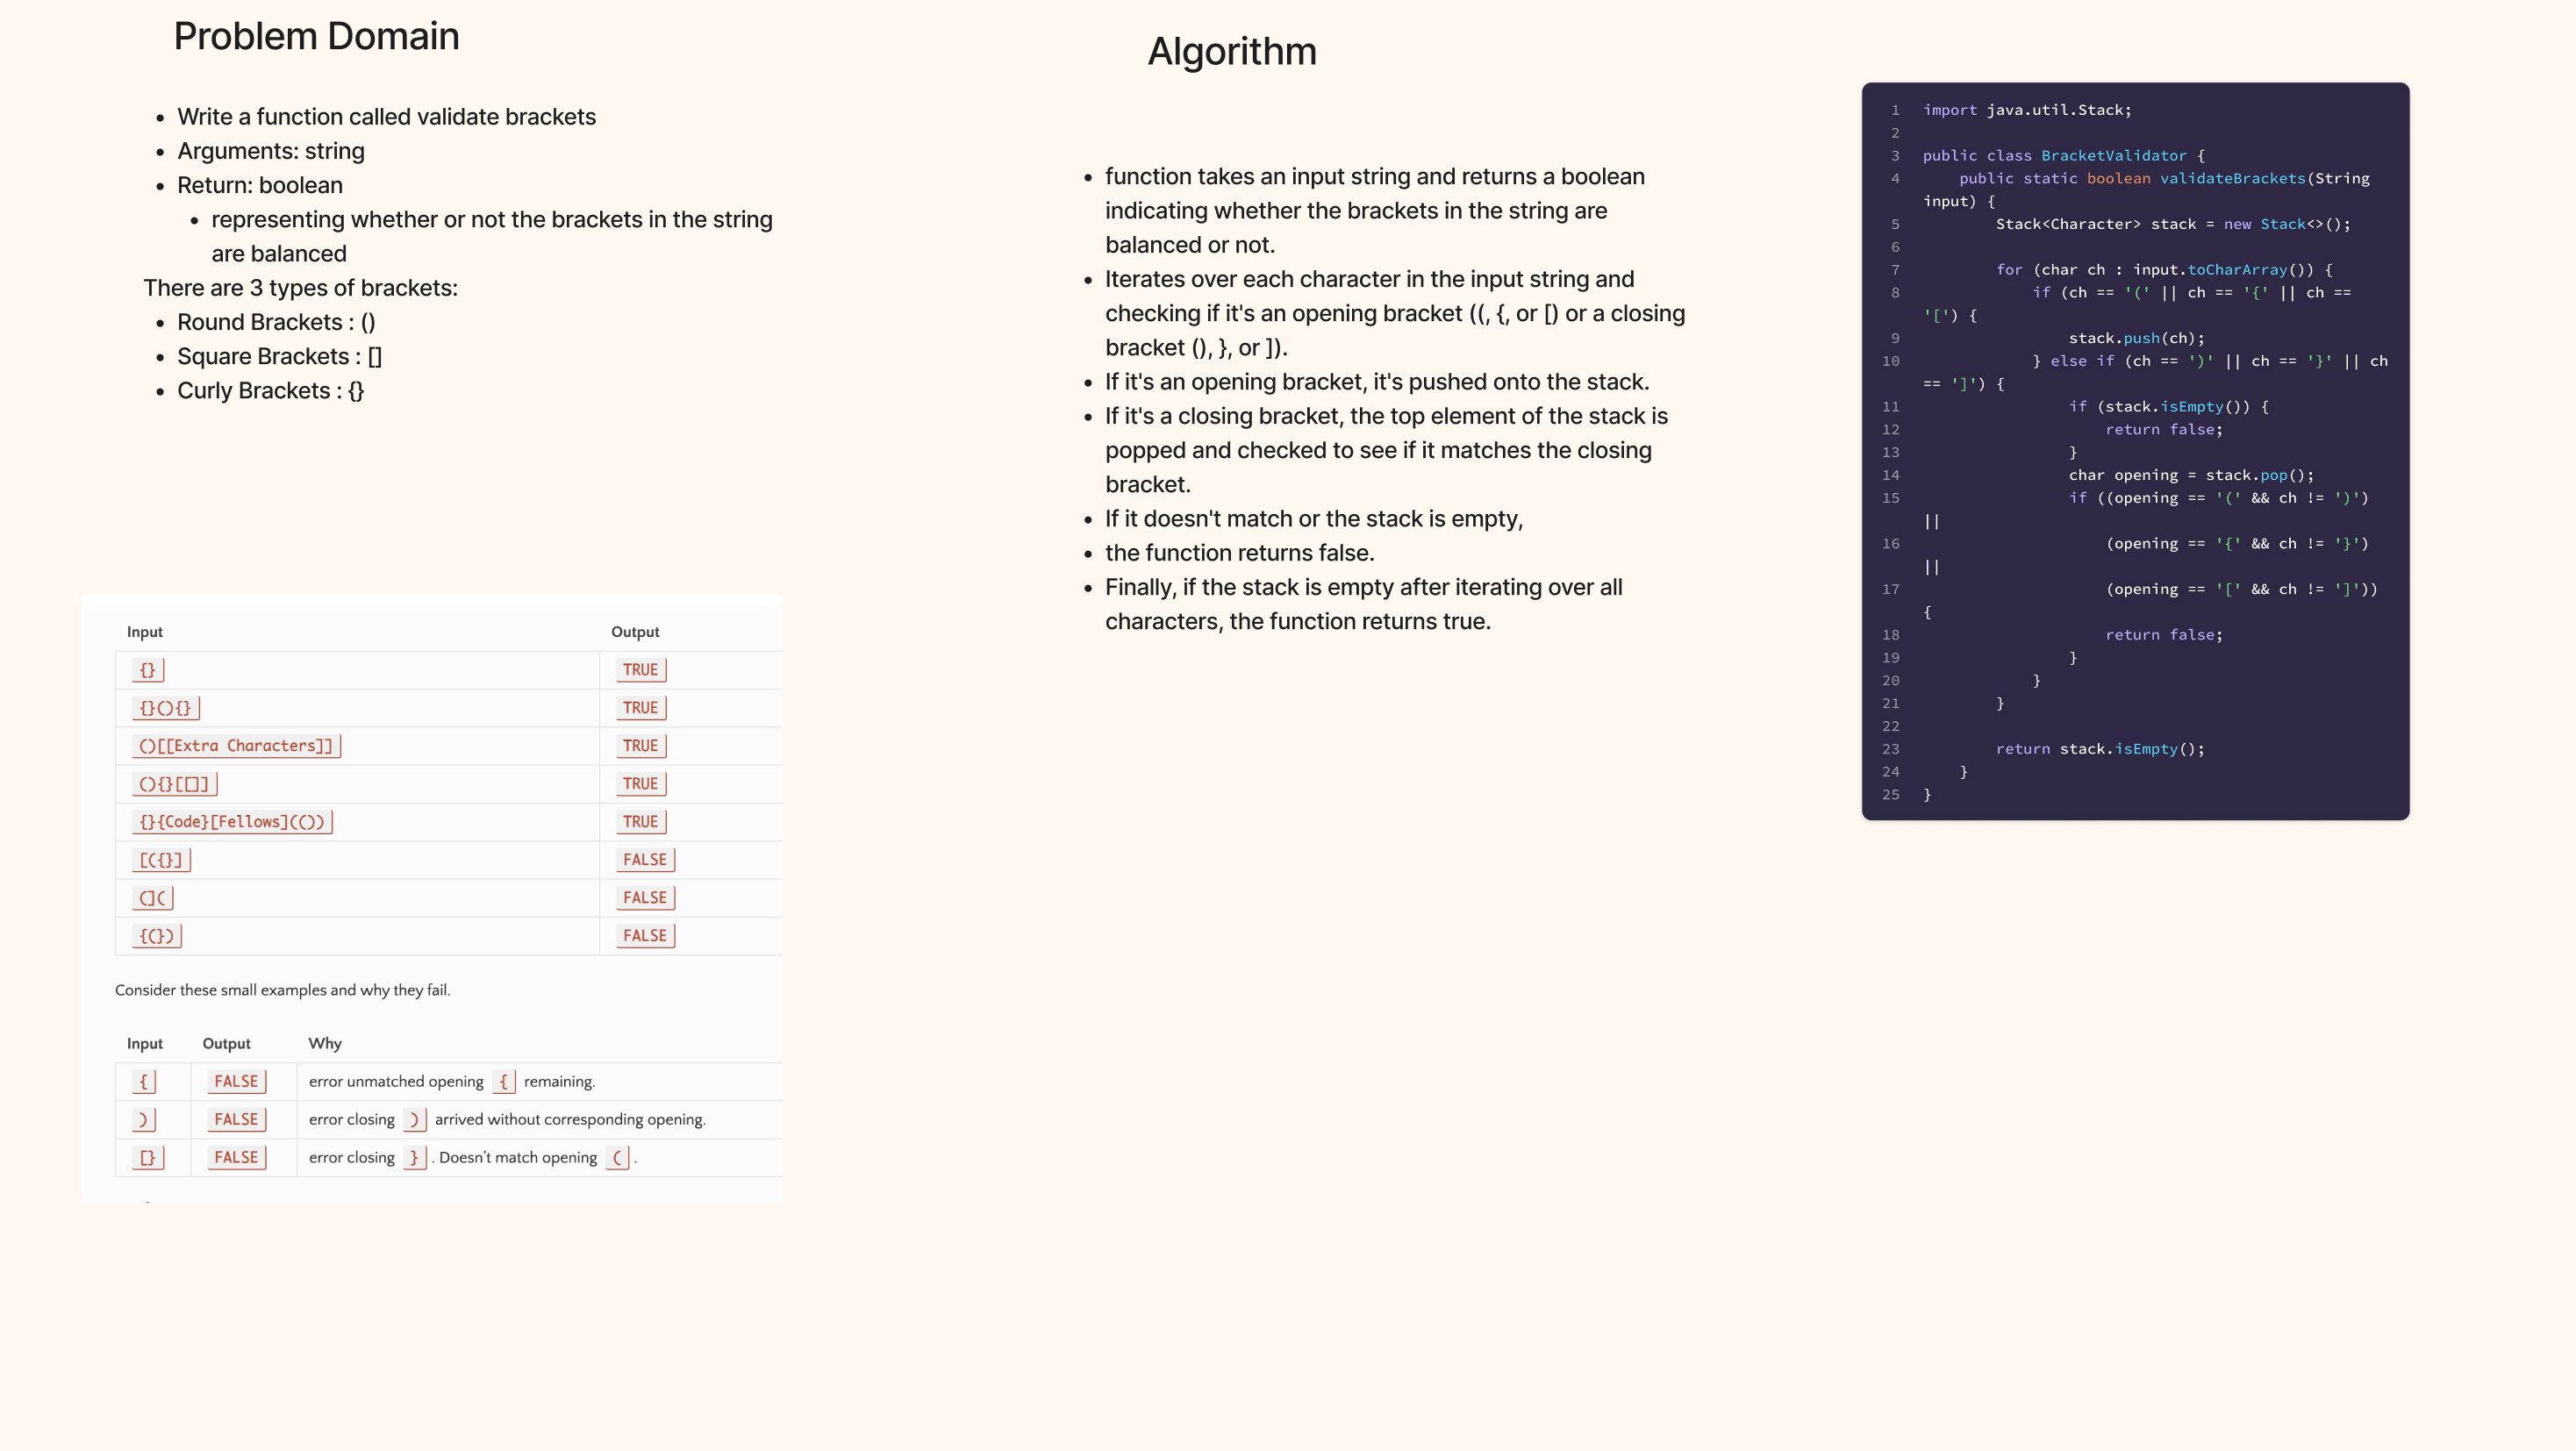 Problem Domain
Write a function called validate brackets
Arguments: string
Return: boolean
representing whether or not the brackets in the string
are balanced
There are 3 types of brackets:
Round Brackets : ()
Square Brackets : []
Curly Brackets : {}
Input Output
{} TRUE
{}(){} TRUE
()[[Extra Characters]] TRUE
(){}[[]] TRUE
{}{Code}[Fellows](()) TRUE
[({}] FALSE
(]( FALSE
{(}) FALSE
Consider these small examples and why they fail.
Input Output Why
{ FALSE error unmatched opening { remaining.
) FALSE error closing ) arrived without corresponding opening.
[} FALSE error closing }. Doesn't match opening (.
Algorithm
function takes an input string and returns a boolean
indicating whether the brackets in the string are
balanced or not.
Iterates over each character in the input string and
checking if it's an opening bracket ((, {, or [) or a closing
bracket (), }, or ]).
If it's an opening bracket, it's pushed onto the stack.
If it's a closing bracket, the top element of the stack is
popped and checked to see if it matches the closing
bracket.
If it doesn't match or the stack is empty,
the function returns false.
Finally, if the stack is empty after iterating over all
characters, the function returns true.
1 import java.util.Stack;
2
3 public class BracketValidator {
4 public static boolean validateBrackets(String
input) {
5 Stack<Character> stack = new Stack<>();
6
7 for (char ch : input.toCharArray()) {
8 if (ch == '(' || ch == '{' || ch ==
'[') {
9 stack.push(ch);
10 } else if (ch == ')' || ch == '}' || ch
== ']') {
11 if (stack.isEmpty()) {
12 return false;
13 }
14 char opening = stack.pop();
15 if ((opening == '(' && ch != ')')
||
16 (opening == '{' && ch != '}')
||
17 (opening == '[' && ch != ']'))
{
18 return false;
19 }
20 }
21 }
22
23 return stack.isEmpty();
24 }
25 }